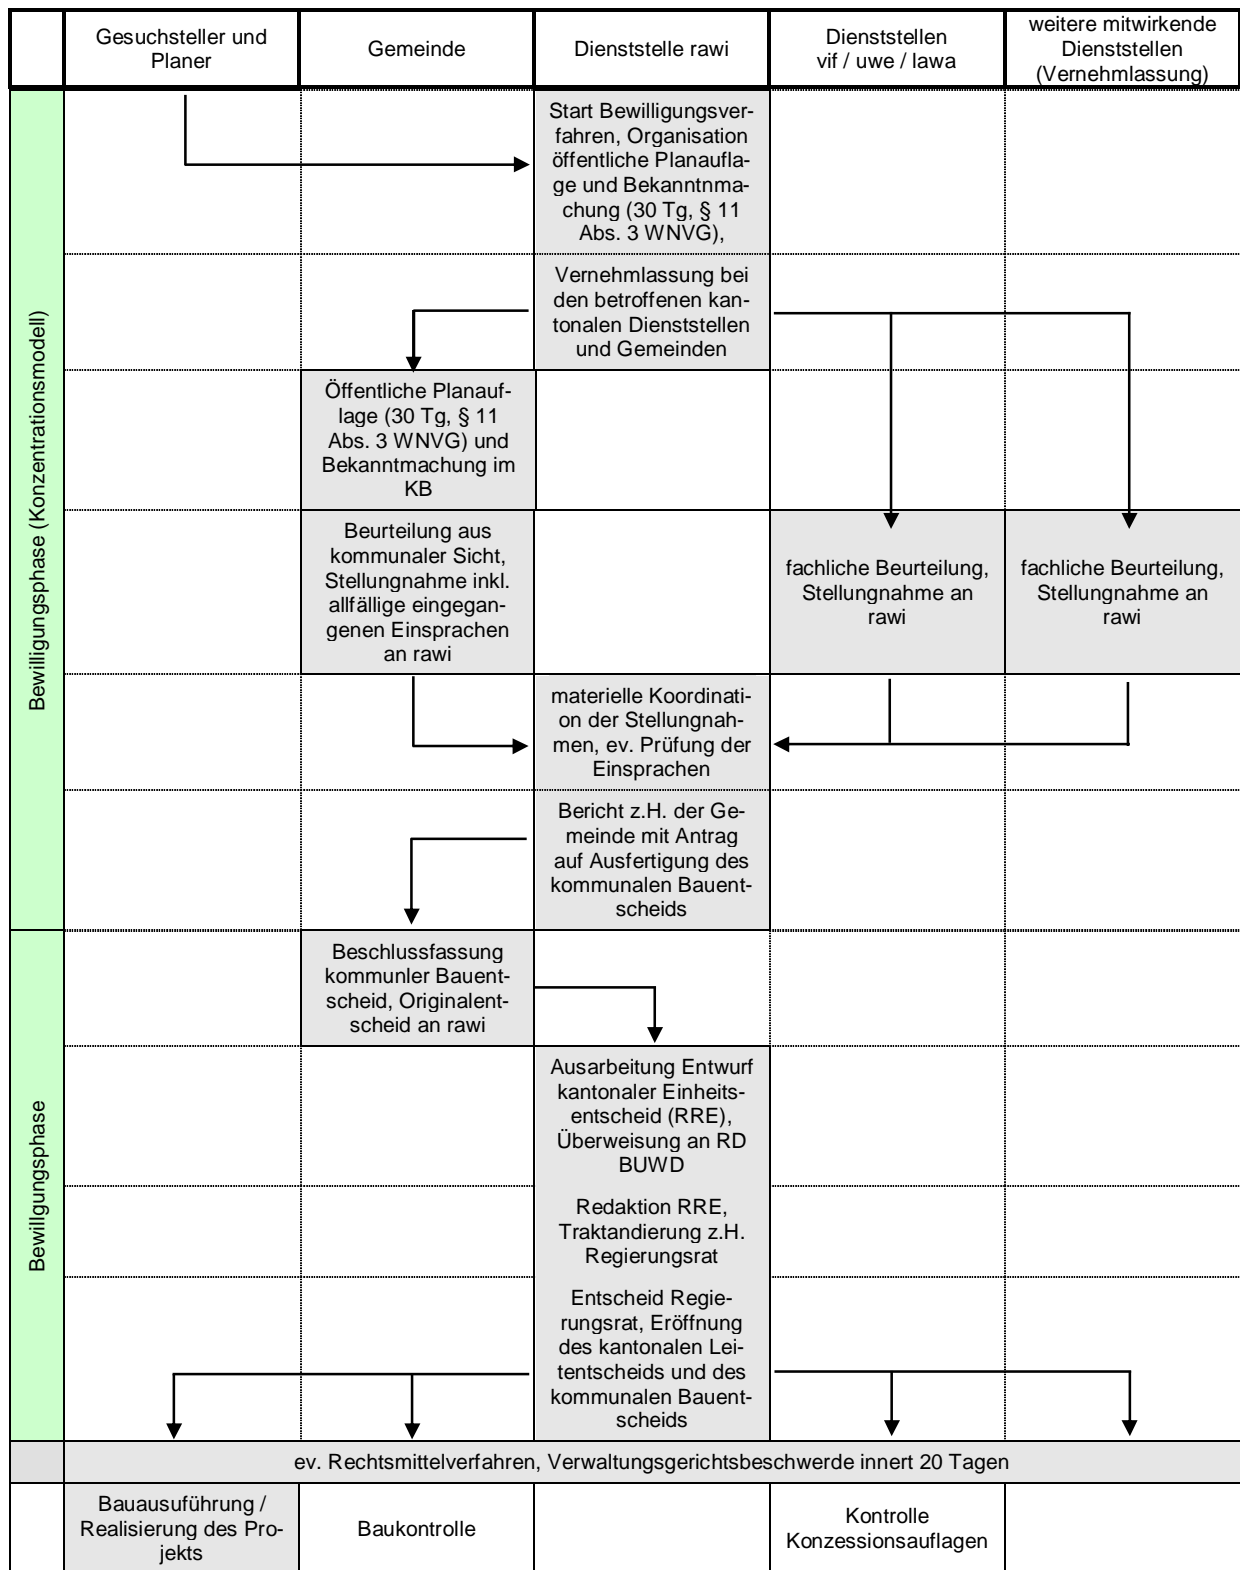 Gesuchsteller und
Planer
Gemeinde
Dienststelle rawi
Dienststellen
vif / uwe / lawa
weitere mitwirkende
Dienststellen
(Vernehmlassung)
Bewilligungsphase (Konzentrationsmodell)
Start Bewilligungsver-
fahren, Organisation
öffentliche Planaufla-
ge und Bekanntnma-
chung (30 Tg, § 11
Abs. 3 WNVG),
Vernehmlassung bei
den betroffenen kan-
tonalen Dienststellen
und Gemeinden
Öffentliche Planauf-
lage (30 Tg, § 11
Abs. 3 WNVG) und
Bekanntmachung im
KB
Beurteilung aus
kommunaler Sicht,
Stellungnahme inkl.
allfällige eingegan-
genen Einsprachen
an rawi
fachliche Beurteilung,
Stellungnahme an
rawi
fachliche Beurteilung,
Stellungnahme an
rawi
materielle Koordinati-
on der Stellungnah-
men, ev. Prüfung der
Einsprachen
Bericht z.H. der Ge-
meinde mit Antrag
auf Ausfertigung des
kommunalen Bauent-
scheids
Bewillgungsphase
Beschlussfassung
kommunler Bauent-
scheid, Originalent-
scheid an rawi
Ausarbeitung Entwurf
kantonaler Einheits-
entscheid (RRE),
Überweisung an RD
BUWD
Redaktion RRE,
Traktandierung z.H.
Regierungsrat
Entscheid Regie-
rungsrat, Eröffnung
des kantonalen Lei-
tentscheids und des
kommunalen Bauent-
scheids
ev. Rechtsmittelverfahren, Verwaltungsgerichtsbeschwerde innert 20 Tagen
Bauausuführung /
Realisierung des Pro-
jekts
Baukontrolle
Kontrolle
Konzessionsauflagen